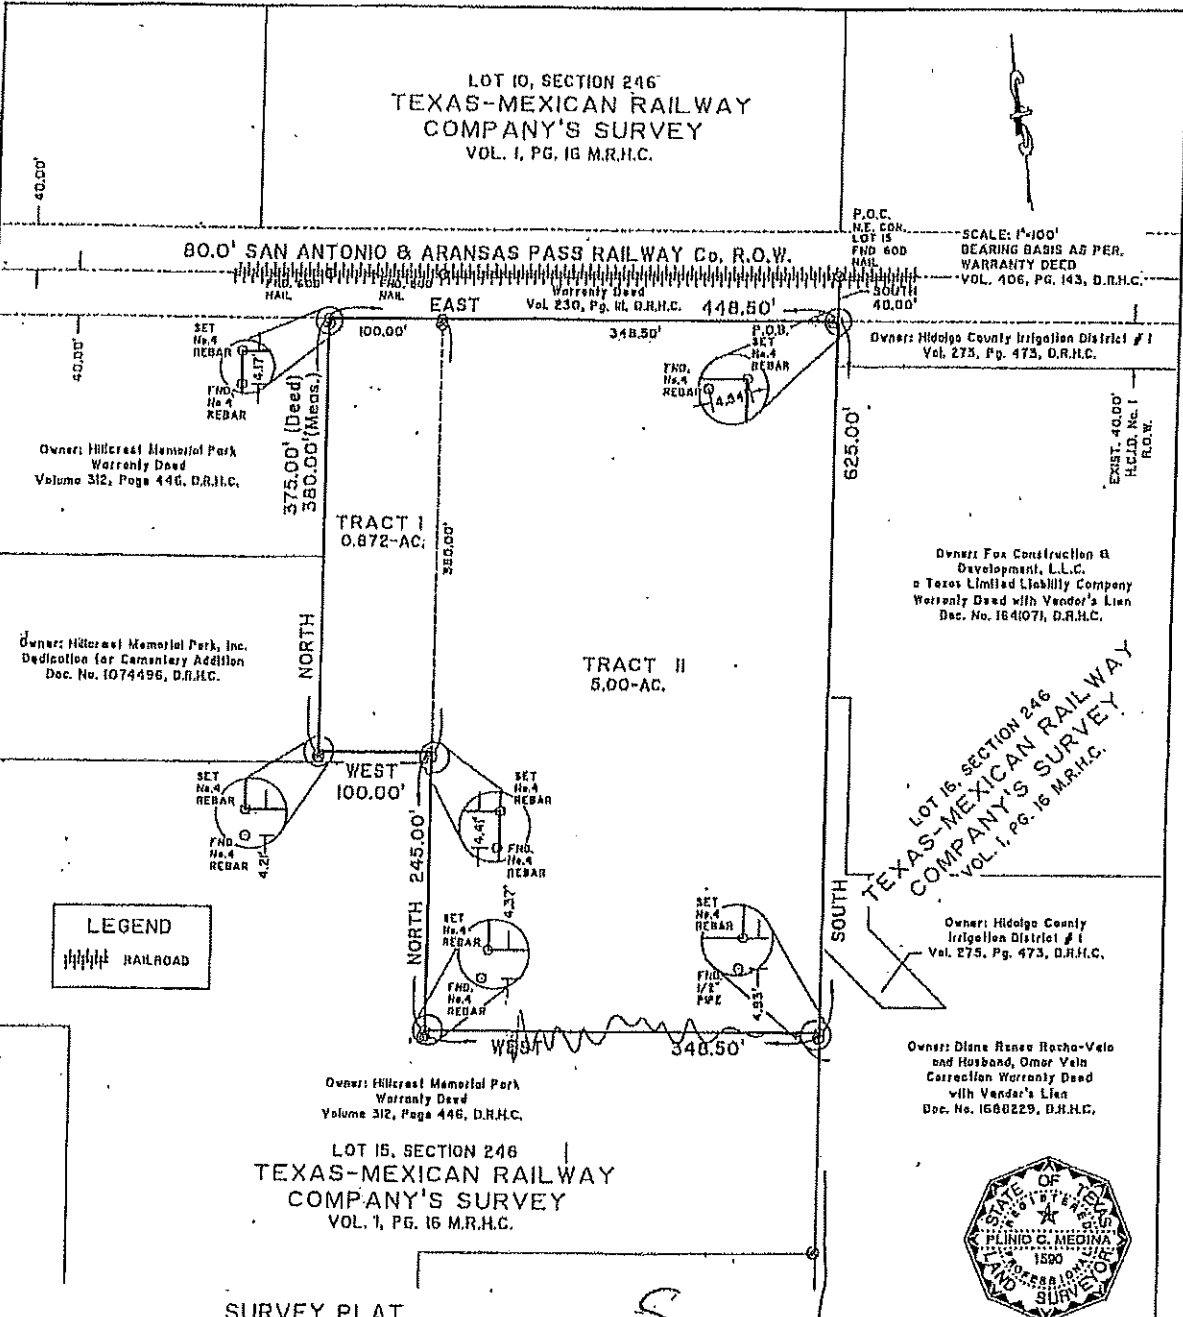 LOT 10, SECTION 246
TEXAS-MEXICAN RAILWAY
COMPANY'S SURVEY
VOL. 1, PG. 16 M.R.H.C.
40.00'
P.O.C.
N.E. COR.
LOT 15
FND 60D
NAIL
SCALE: 1"=100'
BEARING BASIS AS PER.
WARRANTY DEED
VOL. 406, PG. 143, D.R.H.C.
80.0' SAN ANTONIO & ARANSAS PASS RAILWAY Co. R.O.W.
FND. 60D
NAIL
FND. 60D
NAIL
Warranty Deed
Vol. 230, Pg. 111, D.R.H.C.
SOUTH
40.00'
EAST
448.50'
100.00'
348.50'
40.00'
Owner: Hidalgo County Irrigation District # 1
Vol. 273, Pg. 473, D.R.H.C.
SET
No.4
REBAR
4.17'
FND.
No.4
REBAR
P.O.B.
SET
No.4
REBAR
FND.
No.4
REBAR
4.94'
EXIST. 40.00'
H.C.I.D. No. 1
R.O.W.
375.00' (Deed)
380.00' (Meas.)
625.00'
Owner: Hillcrest Memorial Park
Warranty Deed
Volume 312, Page 446, D.R.H.C.
TRACT I
0.872-AC.
380.00'
Owner: Fox Construction &
Development, L.L.C.
a Texas Limited Liability Company
Warranty Deed with Vendor's Lien
Doc. No. 1641071, D.R.H.C.
Owner: Hillcrest Memorial Park, Inc.
Dedication for Cementery Addition
Doc. No. 1074496, D.R.H.C.
NORTH
TRACT II
5.00-AC.
LOT 16, SECTION 246
TEXAS-MEXICAN RAILWAY
COMPANY'S SURVEY
VOL. 1, PG. 16 M.R.H.C.
WEST
100.00'
SET
No.4
REBAR
FND.
No.4
REBAR
4.21'
SET
No.4
REBAR
4.41'
FND.
No.4
REBAR
NORTH 245.00'
SOUTH
LEGEND
RAILROAD
SET
No.4
REBAR
4.37'
FND.
No.4
REBAR
SET
No.4
REBAR
FND.
1/2"
PIPE
4.93'
Owner: Hidalgo County
Irrigation District # 1
Vol. 275, Pg. 473, D.R.H.C.
WEST
348.50'
Owner: Diana Renee Rocha-Vela
and Husband, Omar Vela
Correction Warranty Deed
with Vendor's Lien
Doc. No. 1680229, D.R.H.C.
Owner: Hillcrest Memorial Park
Warranty Deed
Volume 312, Page 446, D.R.H.C.
LOT 15, SECTION 246
TEXAS-MEXICAN RAILWAY
COMPANY'S SURVEY
VOL. 1, PG. 16 M.R.H.C.
STATE OF TEXAS
REGISTERED
PLINIO C. MEDINA
1590
PROFESSIONAL
LAND SURVEYOR
SURVEY PLAT
S